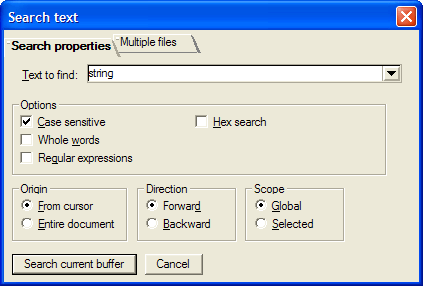 Search text
Search properties Multiple files
Text to find: string
Options
Case sensitive Hex search
Whole words
Regular expressions
Origin Direction Scope
From cursor Forward Global
Entire document Backward Selected
Search current buffer Cancel